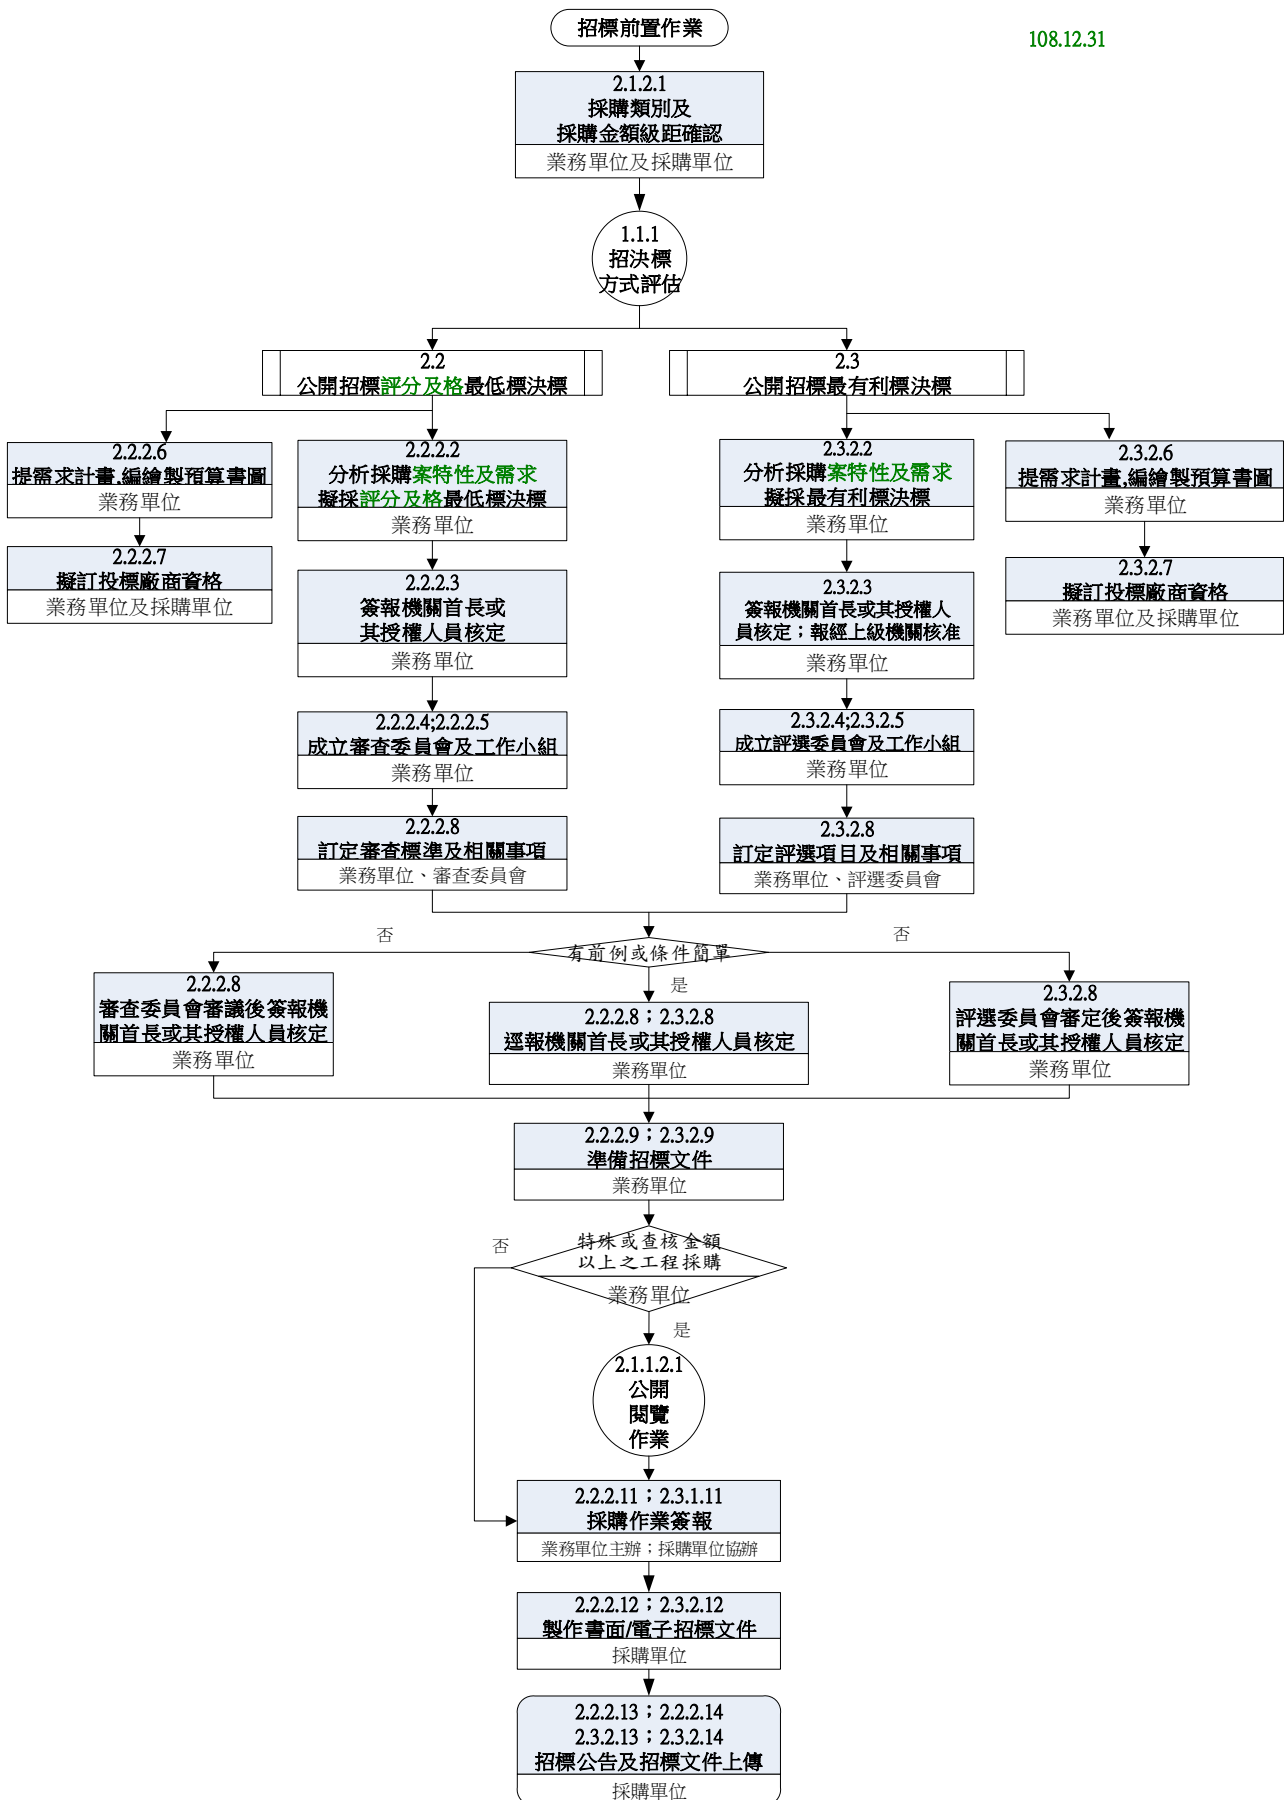 招標前置作業
108.12.31
2.1.2.1
採購類別及
採購金額級距確認
業務單位及採購單位
1.1.1
招決標
方式評估
2.2
公開招標評分及格最低標決標
2.3
公開招標最有利標決標
2.2.2.6
提需求計畫,編繪製預算書圖
業務單位
2.2.2.7
擬訂投標廠商資格
業務單位及採購單位
2.2.2.2
分析採購案特性及需求
擬採評分及格最低標決標
業務單位
2.2.2.3
簽報機關首長或
其授權人員核定
業務單位
2.2.2.4;2.2.2.5
成立審查委員會及工作小組
業務單位
2.2.2.8
訂定審查標準及相關事項
業務單位、審查委員會
2.3.2.2
分析採購案特性及需求
擬採最有利標決標
業務單位
2.3.2.3
簽報機關首長或其授權人
員核定；報經上級機關核准
業務單位
2.3.2.4;2.3.2.5
成立評選委員會及工作小組
業務單位
2.3.2.8
訂定評選項目及相關事項
業務單位、評選委員會
2.3.2.6
提需求計畫,編繪製預算書圖
業務單位
2.3.2.7
擬訂投標廠商資格
業務單位及採購單位
否
有前例或條件簡單
否
是
2.2.2.8
審查委員會審議後簽報機
關首長或其授權人員核定
業務單位
2.2.2.8；2.3.2.8
逕報機關首長或其授權人員核定
業務單位
2.3.2.8
評選委員會審定後簽報機
關首長或其授權人員核定
業務單位
2.2.2.9；2.3.2.9
準備招標文件
業務單位
否
特殊或查核金額
以上之工程採購
業務單位
是
2.1.1.2.1
公開
閱覽
作業
2.2.2.11；2.3.1.11
採購作業簽報
業務單位主辦；採購單位協辦
2.2.2.12；2.3.2.12
製作書面/電子招標文件
採購單位
2.2.2.13；2.2.2.14
2.3.2.13；2.3.2.14
招標公告及招標文件上傳
採購單位